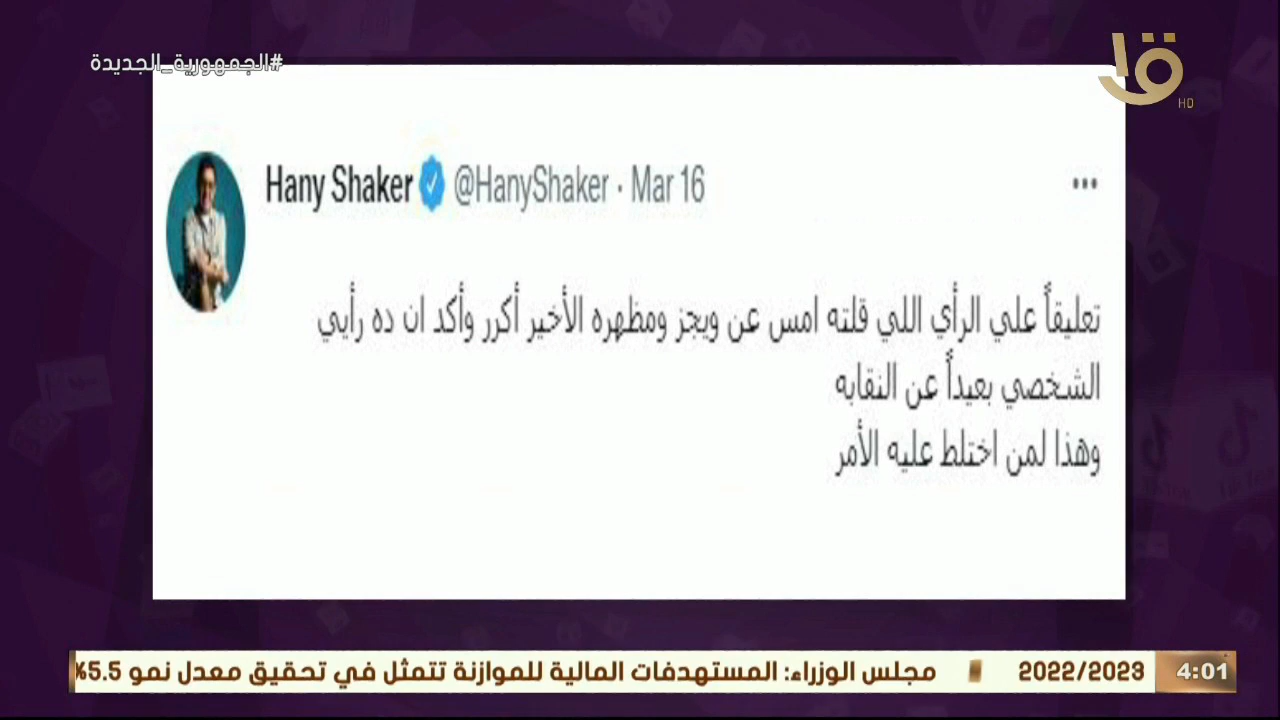 #الجمهورية_الجديدة
HD
Hany Shaker @HanyShaker · Mar 16
تعليقاً علي الرأي اللي قلته امس عن ويجز ومظهره الأخير أكرر وأكد ان ده رأيي
الشخصي بعيداً عن النقابه
وهذا لمن اختلط عليه الأمر
4:01
2022/2023
مجلس الوزراء: المستهدفات المالية للموازنة تتمثل في تحقيق معدل نمو 5.5%